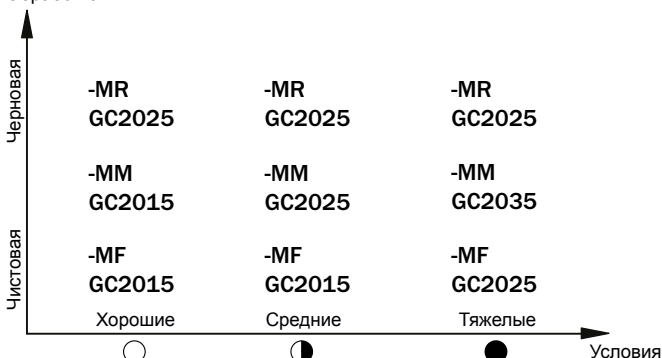 Черновая
-MR
-MR
-MR
GC2025
GC2025
GC2025
-MM
-MM
-MM
GC2015
GC2025
GC2035
Чистовая
-MF
-MF
-MF
GC2015
GC2015
GC2025
Хорошие
Средние
Тяжелые
Условия